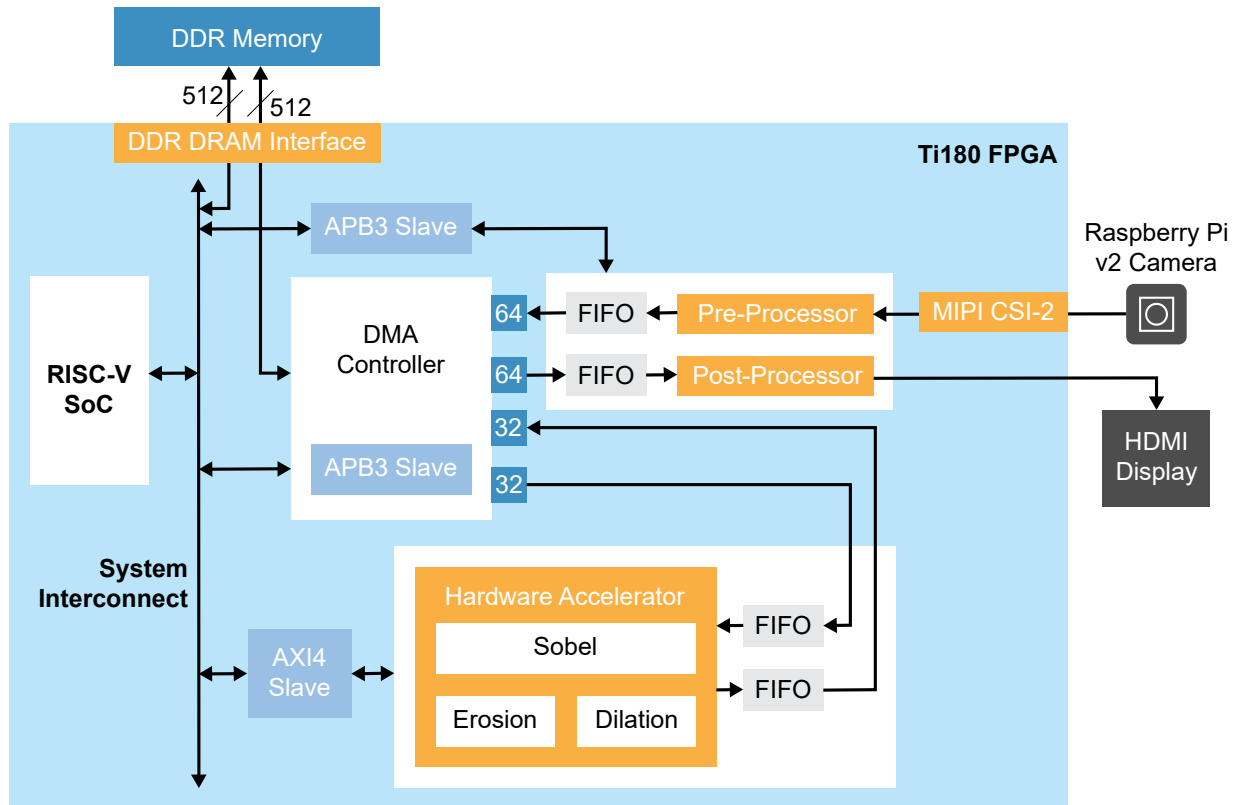 DDR Memory
512
512
DDR DRAM Interface
Ti180 FPGA
APB3 Slave
Raspberry Pi
v2 Camera
64
FIFO
Pre-Processor
MIPI CSI-2
DMA
Controller
RISC-V
SoC
64
FIFO
Post-Processor
32
HDMI
Display
APB3 Slave
32
System
Interconnect
Hardware Accelerator
FIFO
Sobel
AXI4
Slave
FIFO
Erosion
Dilation